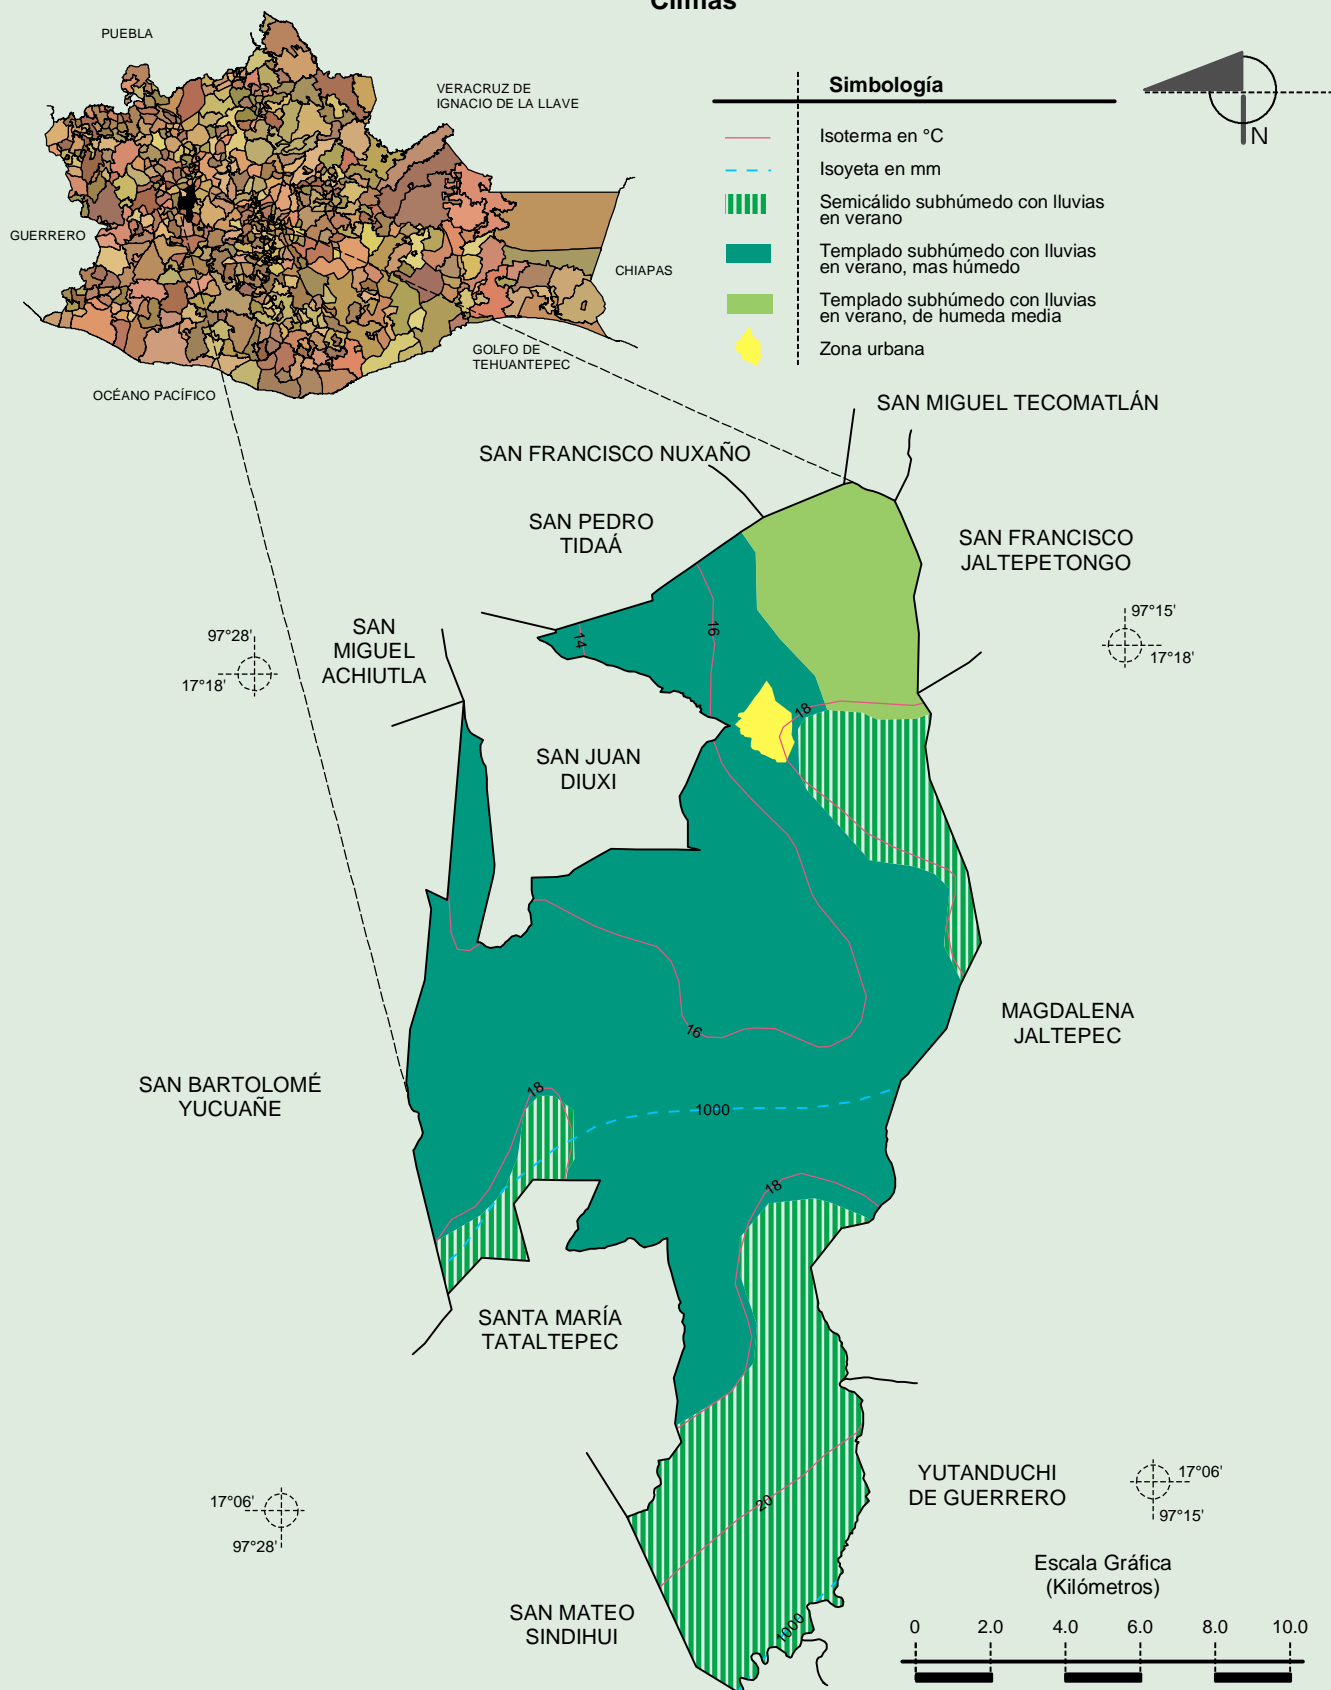 Climas
PUEBLA
VERACRUZ DE
IGNACIO DE LA LLAVE
GUERRERO
CHIAPAS
GOLFO DE
TEHUANTEPEC
OCÉANO PACÍFICO
Simbología
Isoterma en °C
Isoyeta en mm
Semicálido subhúmedo con lluvias
en verano
Templado subhúmedo con lluvias
en verano, mas húmedo
Templado subhúmedo con lluvias
en verano, de humeda media
Zona urbana
N
SAN MIGUEL TECOMATLÁN
SAN FRANCISCO NUXAÑO
SAN PEDRO
TIDAÁ
SAN FRANCISCO
JALTEPETONGO
97°28'
17°18'
SAN
MIGUEL
ACHIUTLA
14
16
97°15'
17°18'
18
SAN JUAN
DIUXI
MAGDALENA
JALTEPEC
16
SAN BARTOLOMÉ
YUCUAÑE
18
1000
18
SANTA MARÍA
TATALTEPEC
17°06'
97°28'
20
YUTANDUCHI
DE GUERRERO
17°06'
97°15'
SAN MATEO
SINDIHUI
1000
Escala Gráfica
(Kilómetros)
0 2.0 4.0 6.0 8.0 10.0